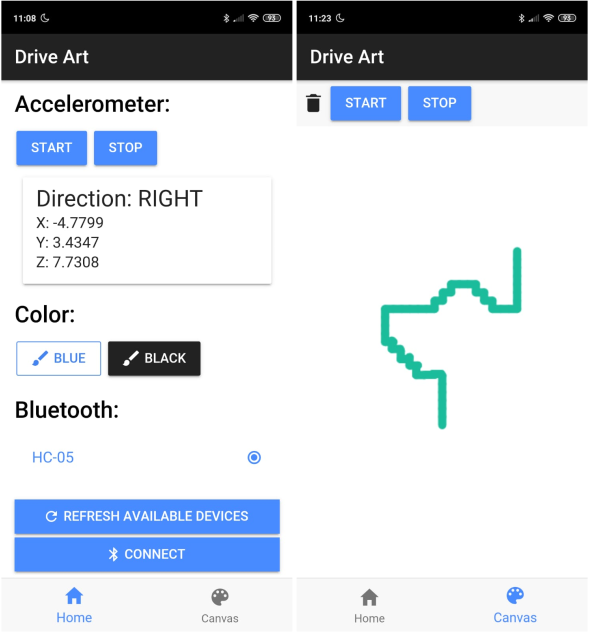 11:08
93
Drive Art
Accelerometer:
START STOP
Direction: RIGHT
X: -4.7799
Y: 3.4347
Z: 7.7308
Color:
BLUE BLACK
Bluetooth:
HC-05
REFRESH AVAILABLE DEVICES
CONNECT
Home Canvas
11:23
93
Drive Art
START STOP
Home Canvas